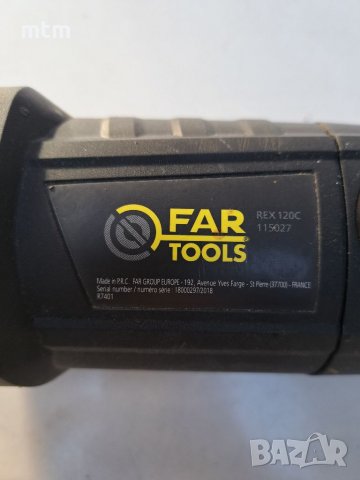 mtm
FAR
TOOLS
REX 120C
115027
Made in P.R.C. FAR GROUP EUROPE - 192, Avenue Yves Farge - St Pierre (37700) - FRANCE
Serial number / numéro série : 18000297/2018
R7401
BAZAR